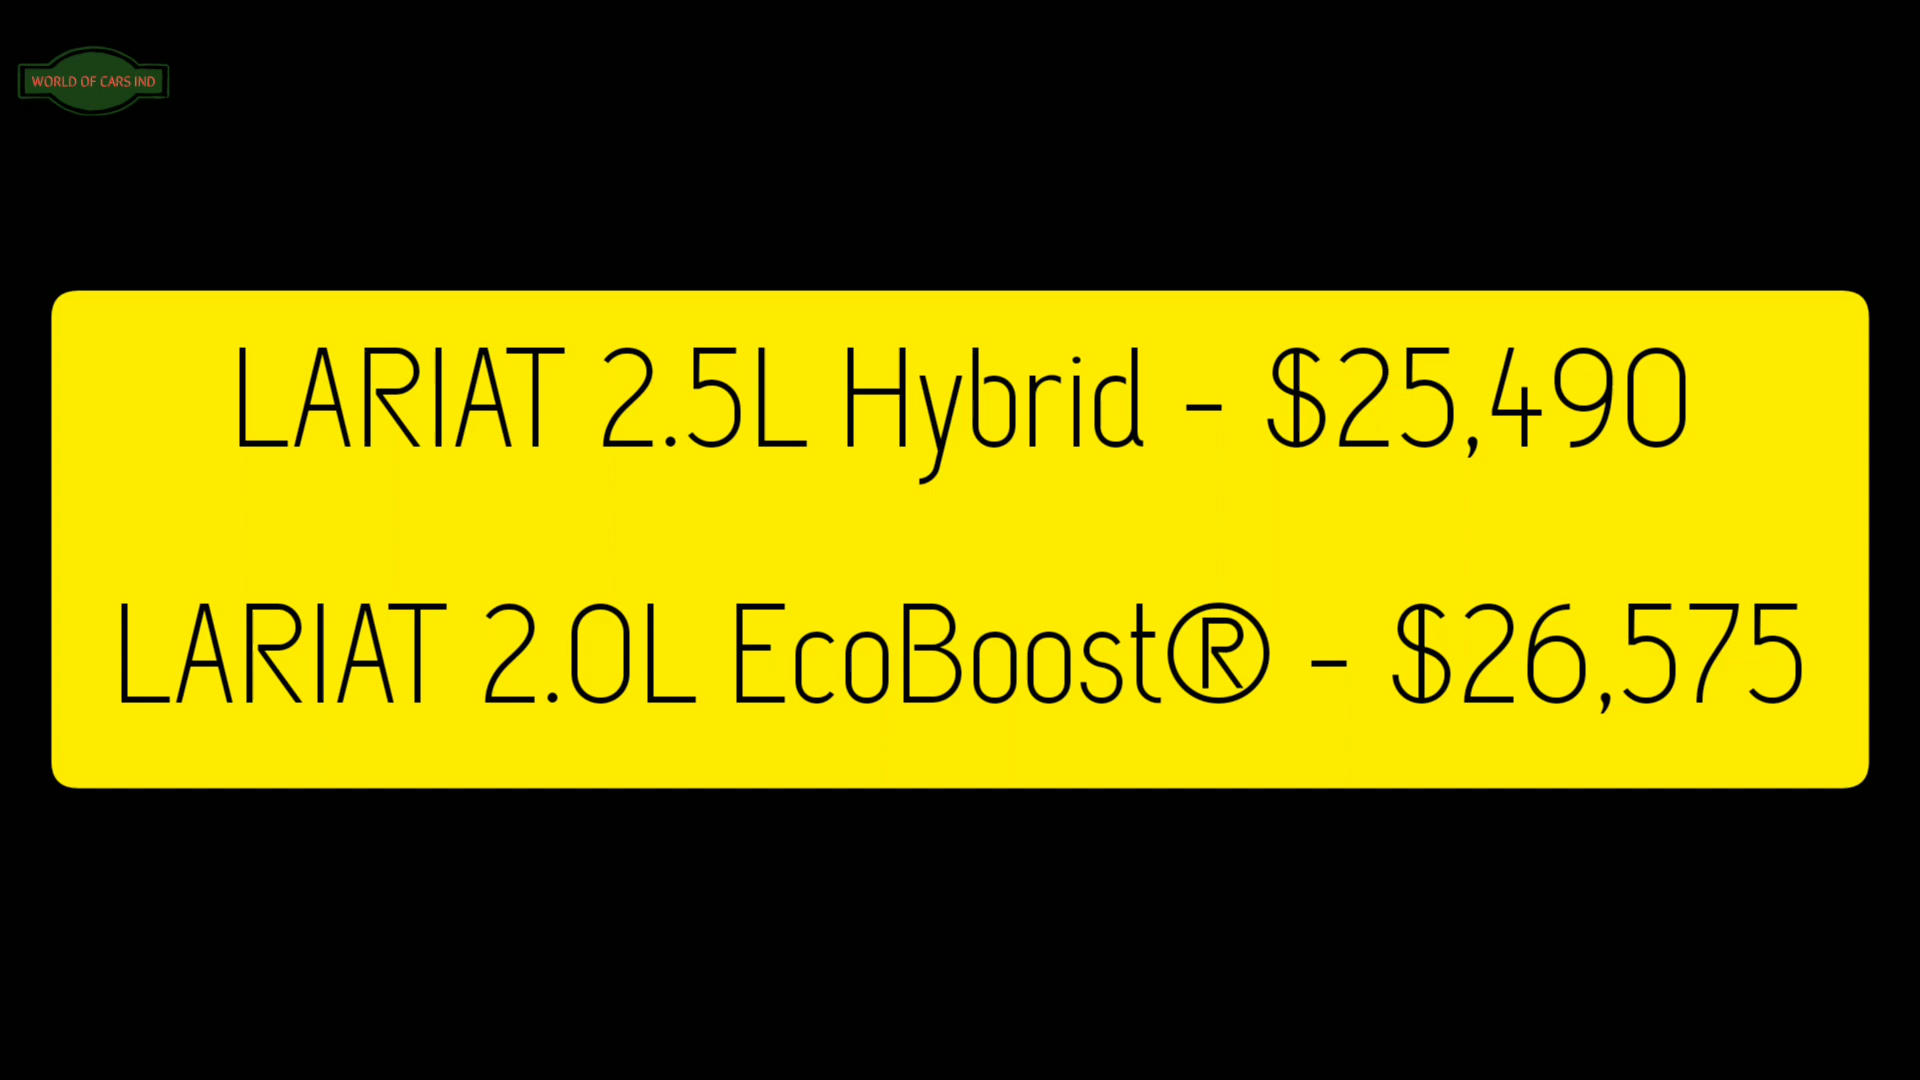 WORLD OF CARS IND
LARIAT 2.5L Hybrid - $25,490
LARIAT 2.0L EcoBoost® - $26,575